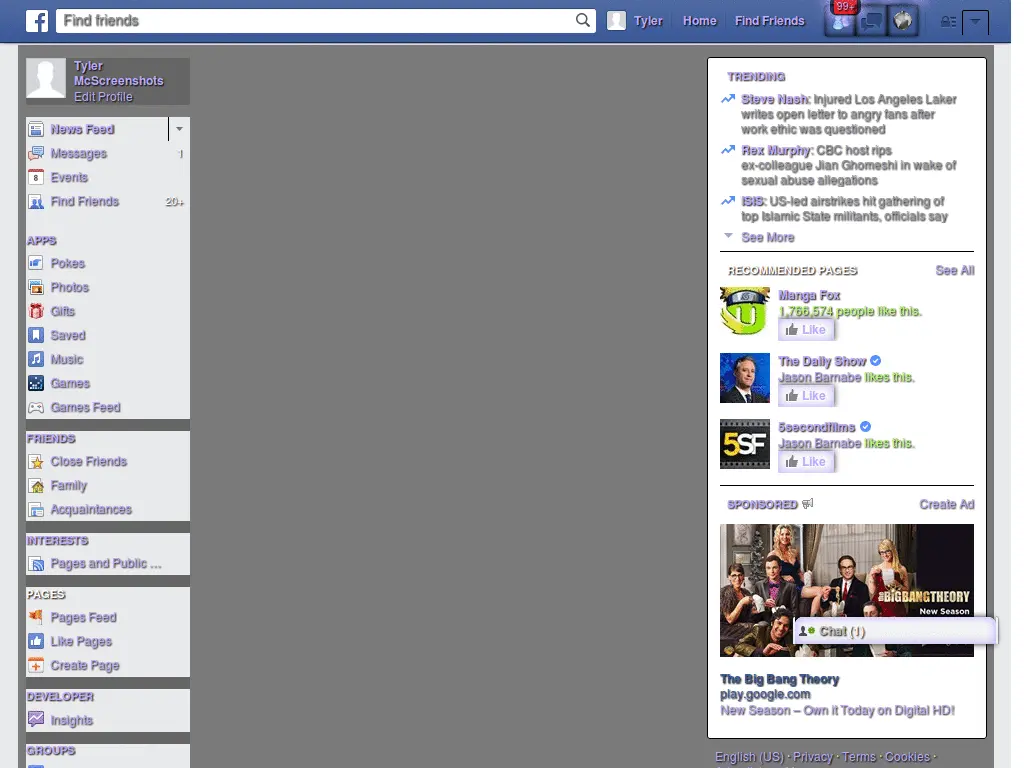 Find friends
Tyler
Home
Find Friends
99+
Tyler
McScreenshots
Edit Profile
News Feed
Messages 1
8
Events
Find Friends 20+
APPS
Pokes
Photos
Gifts
Saved
Music
Games
Games Feed
FRIENDS
Close Friends
Family
Acquaintances
INTERESTS
Pages and Public ...
PAGES
Pages Feed
Like Pages
Create Page
DEVELOPER
Insights
GROUPS
TRENDING
Steve Nash: Injured Los Angeles Laker
writes open letter to angry fans after
work ethic was questioned
Rex Murphy: CBC host rips
ex-colleague Jian Ghomeshi in wake of
sexual abuse allegations
ISIS: US-led airstrikes hit gathering of
top Islamic State militants, officials say
See More
RECOMMENDED PAGES See All
Manga Fox
1,766,574 people like this.
Like
The Daily Show
Jason Barnabe likes this.
Like
5secondfilms
Jason Barnabe likes this.
Like
5SF
SPONSORED Create Ad
THE BIGBANG THEORY
New Season
Chat (1)
The Big Bang Theory
play.google.com
New Season – Own it Today on Digital HD!
English (US) · Privacy · Terms · Cookies ·